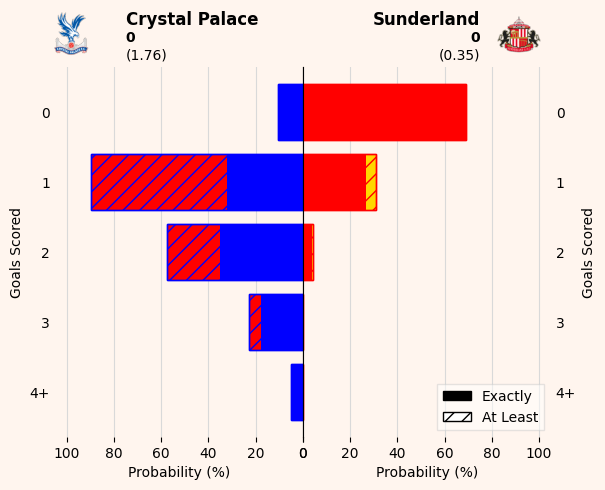 Crystal Palace
0
(1.76)
Sunderland
0
(0.35)
Goals Scored
0
1
2
3
4+
0
1
2
3
4+
Goals Scored
Exactly
At Least
100 80 60 40 20 0
0 20 40 60 80 100
Probability (%)
Probability (%)